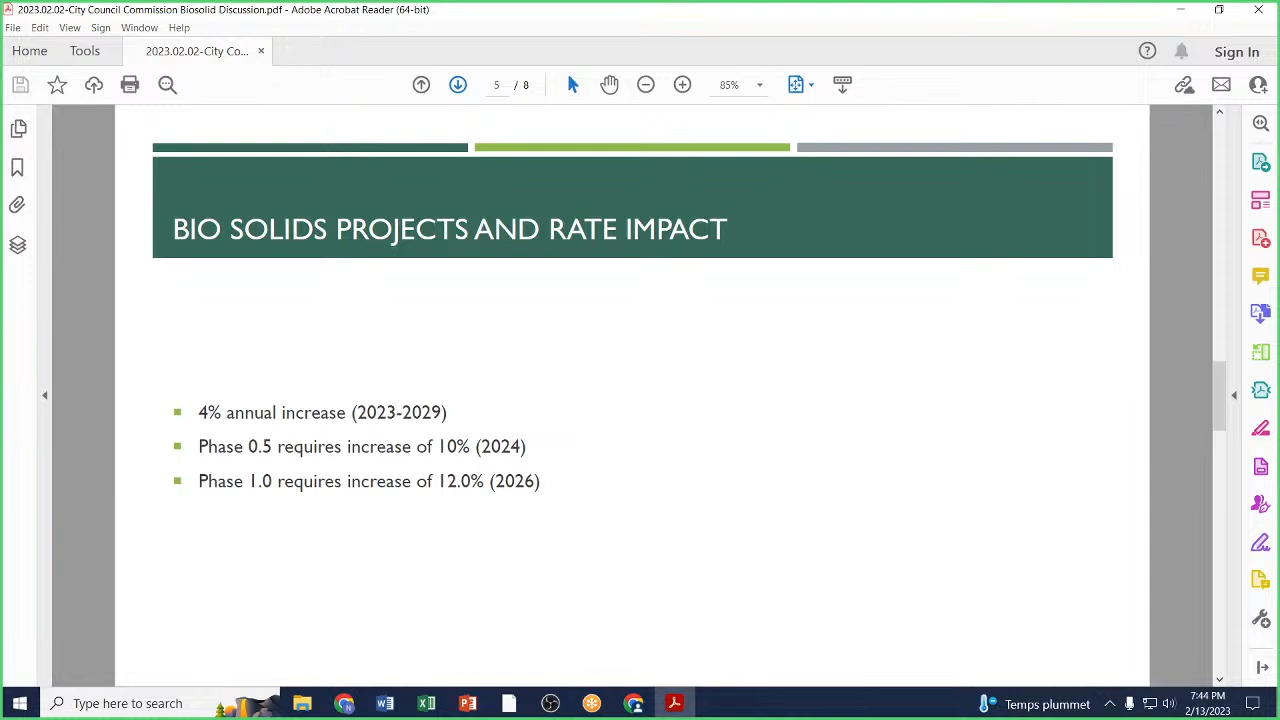 2023.02.02-City Council Commission Biosolid Discussion.pdf - Adobe Acrobat Reader (64-bit)
File Edit View Sign Window Help
Home Tools 2023.02.02-City Co... × Sign In
5 / 8 85%
BIO SOLIDS PROJECTS AND RATE IMPACT
4% annual increase (2023-2029)
Phase 0.5 requires increase of 10% (2024)
Phase 1.0 requires increase of 12.0% (2026)
Type here to search
Temps plummet
7:44 PM
2/13/2023